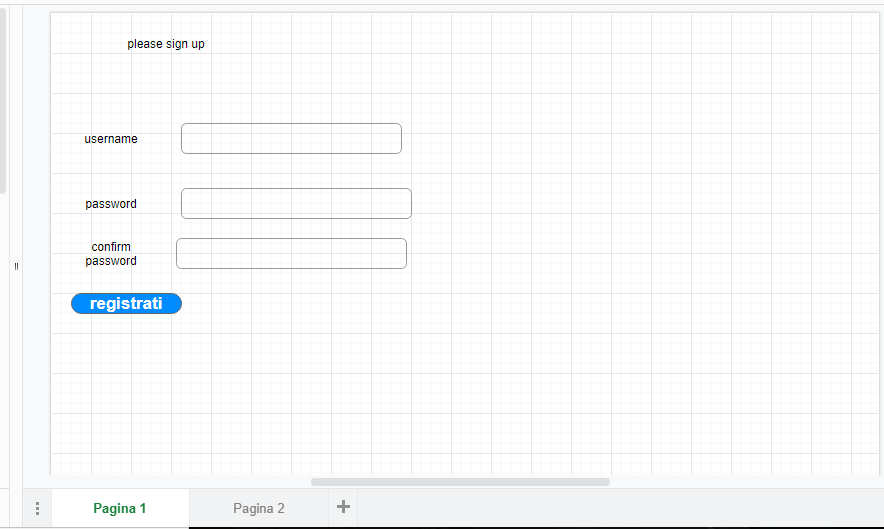 please sign up
username
password
confirm
password
registrati
Pagina 1
Pagina 2